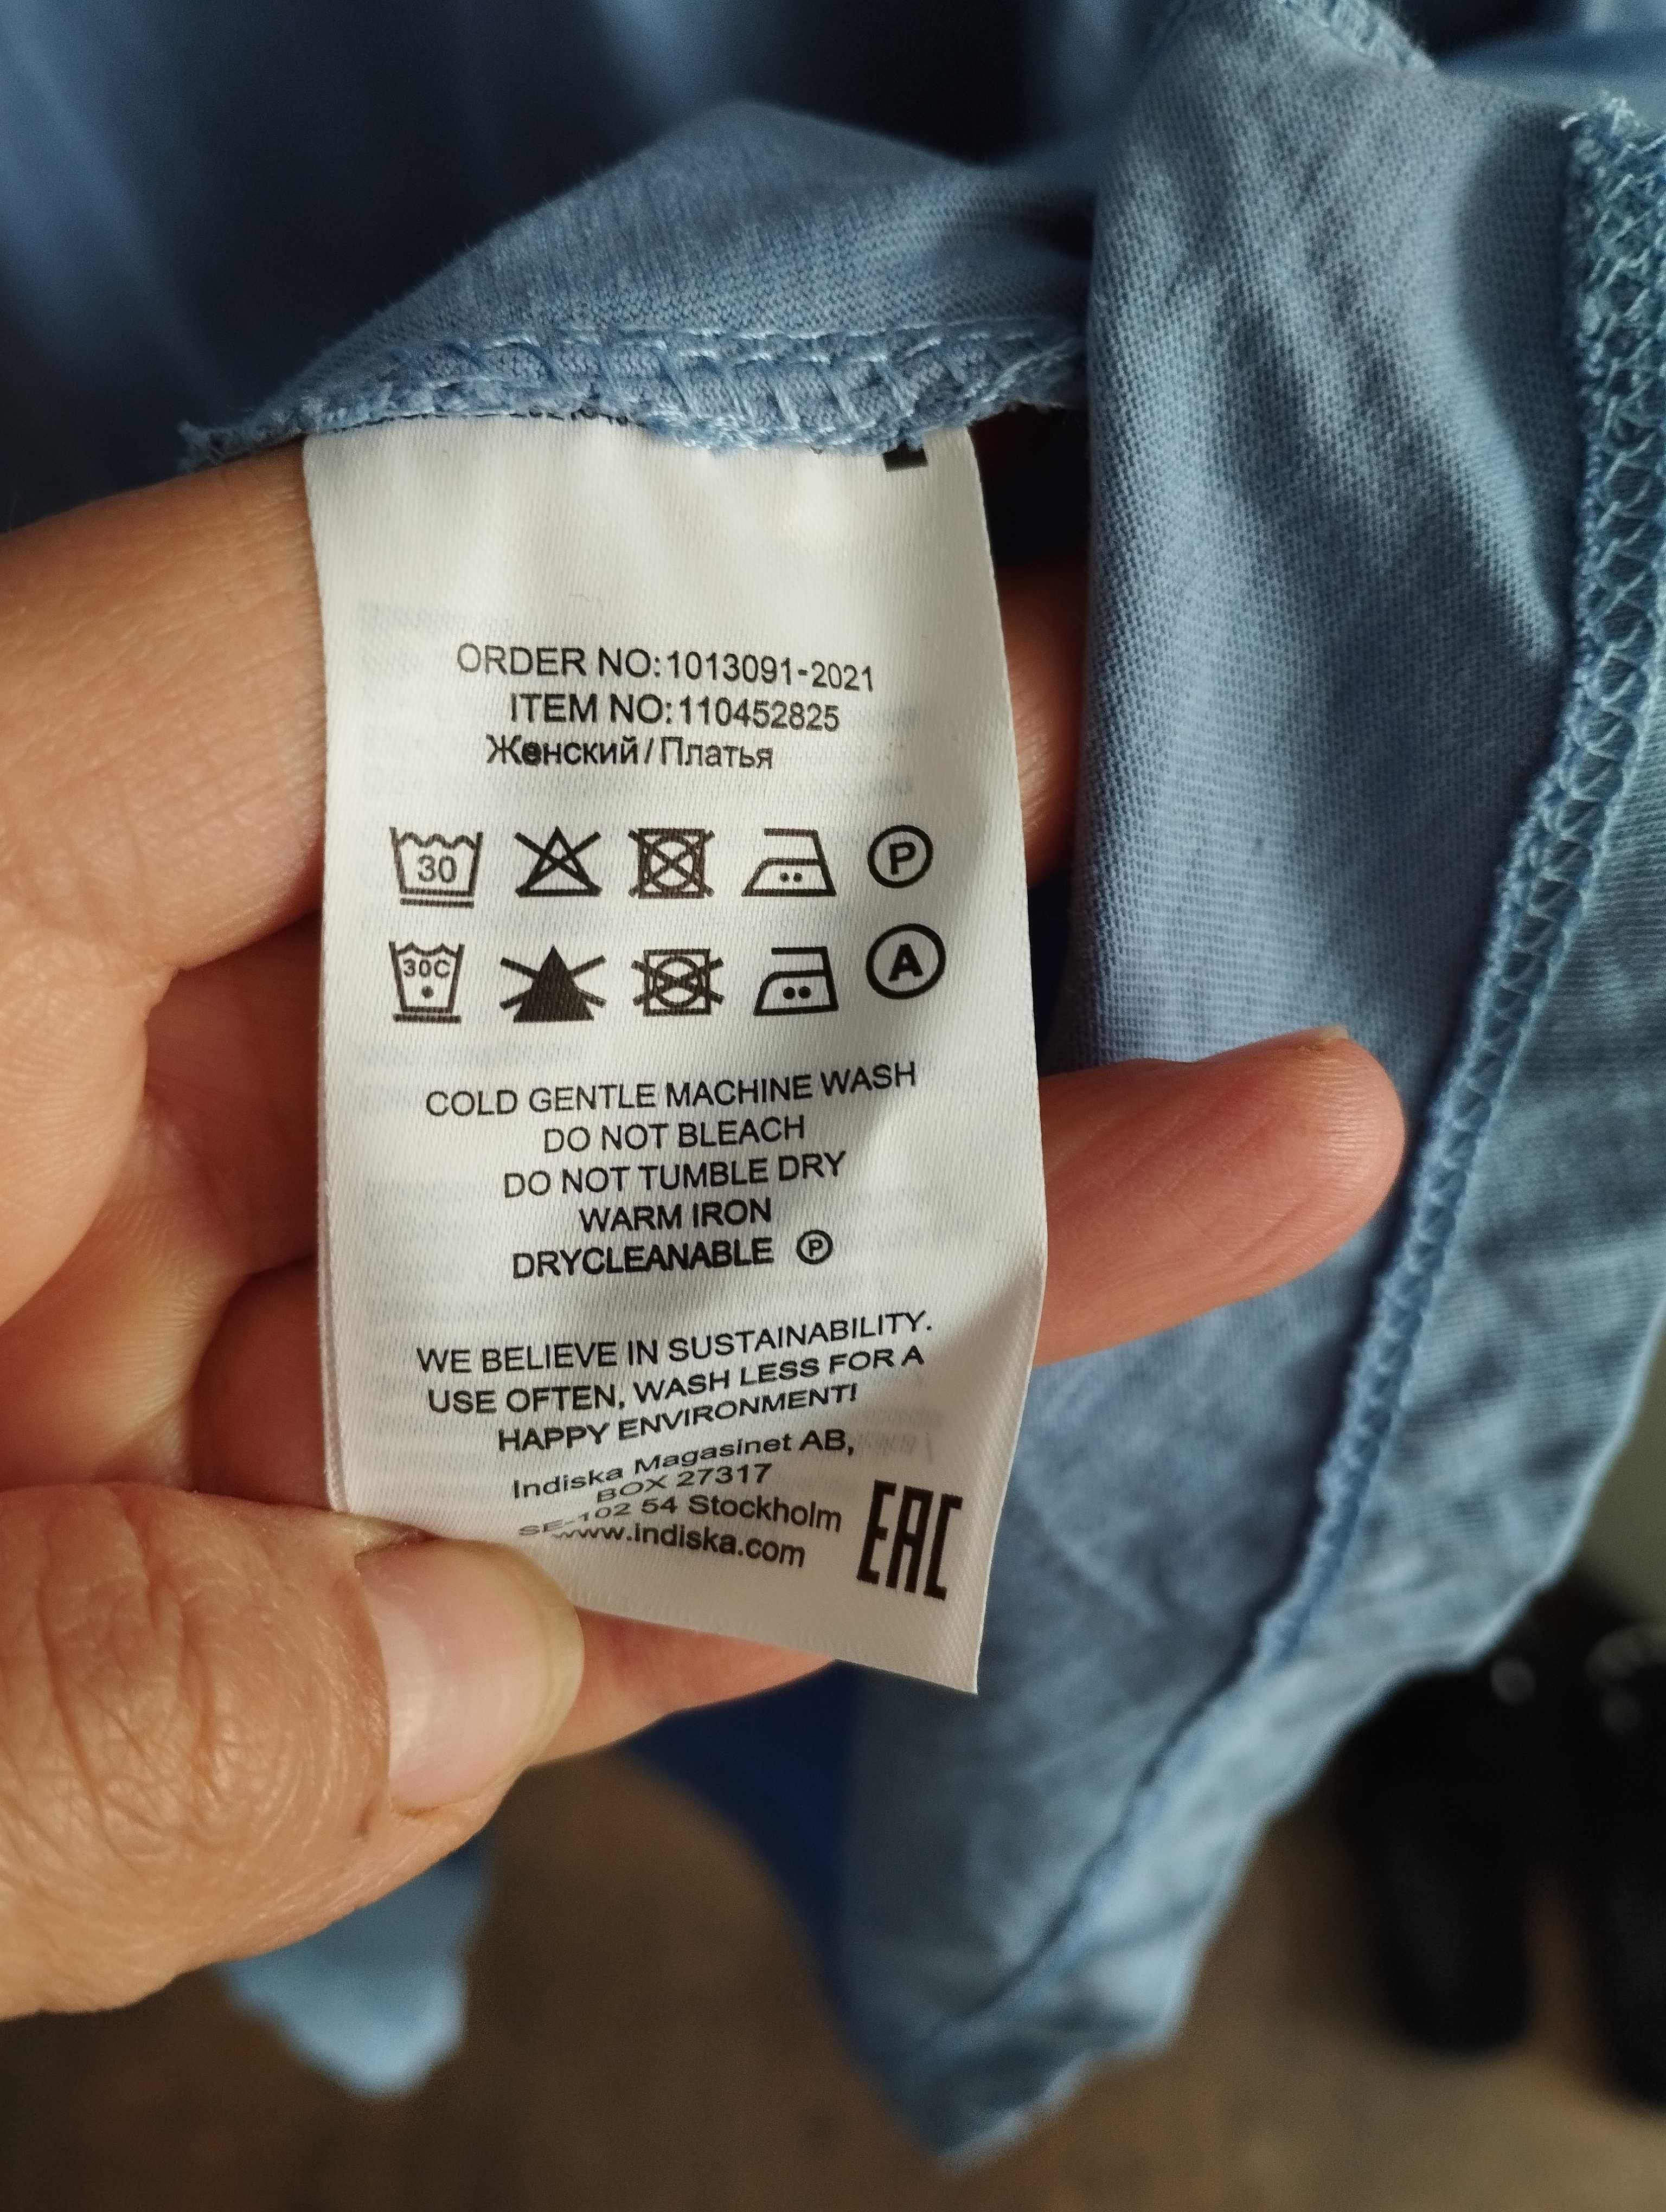 ORDER NO:1013091-2021
ITEM NO:110452825
Женский/Платья
30 P
30C A
COLD GENTLE MACHINE WASH
DO NOT BLEACH
DO NOT TUMBLE DRY
WARM IRON
DRYCLEANABLE Ⓟ
WE BELIEVE IN SUSTAINABILITY.
USE OFTEN, WASH LESS FOR A
HAPPY ENVIRONMENT!
Indiska Magasinet AB,
BOX 27317
SE-102 54 Stockholm
www.indiska.com
EAC